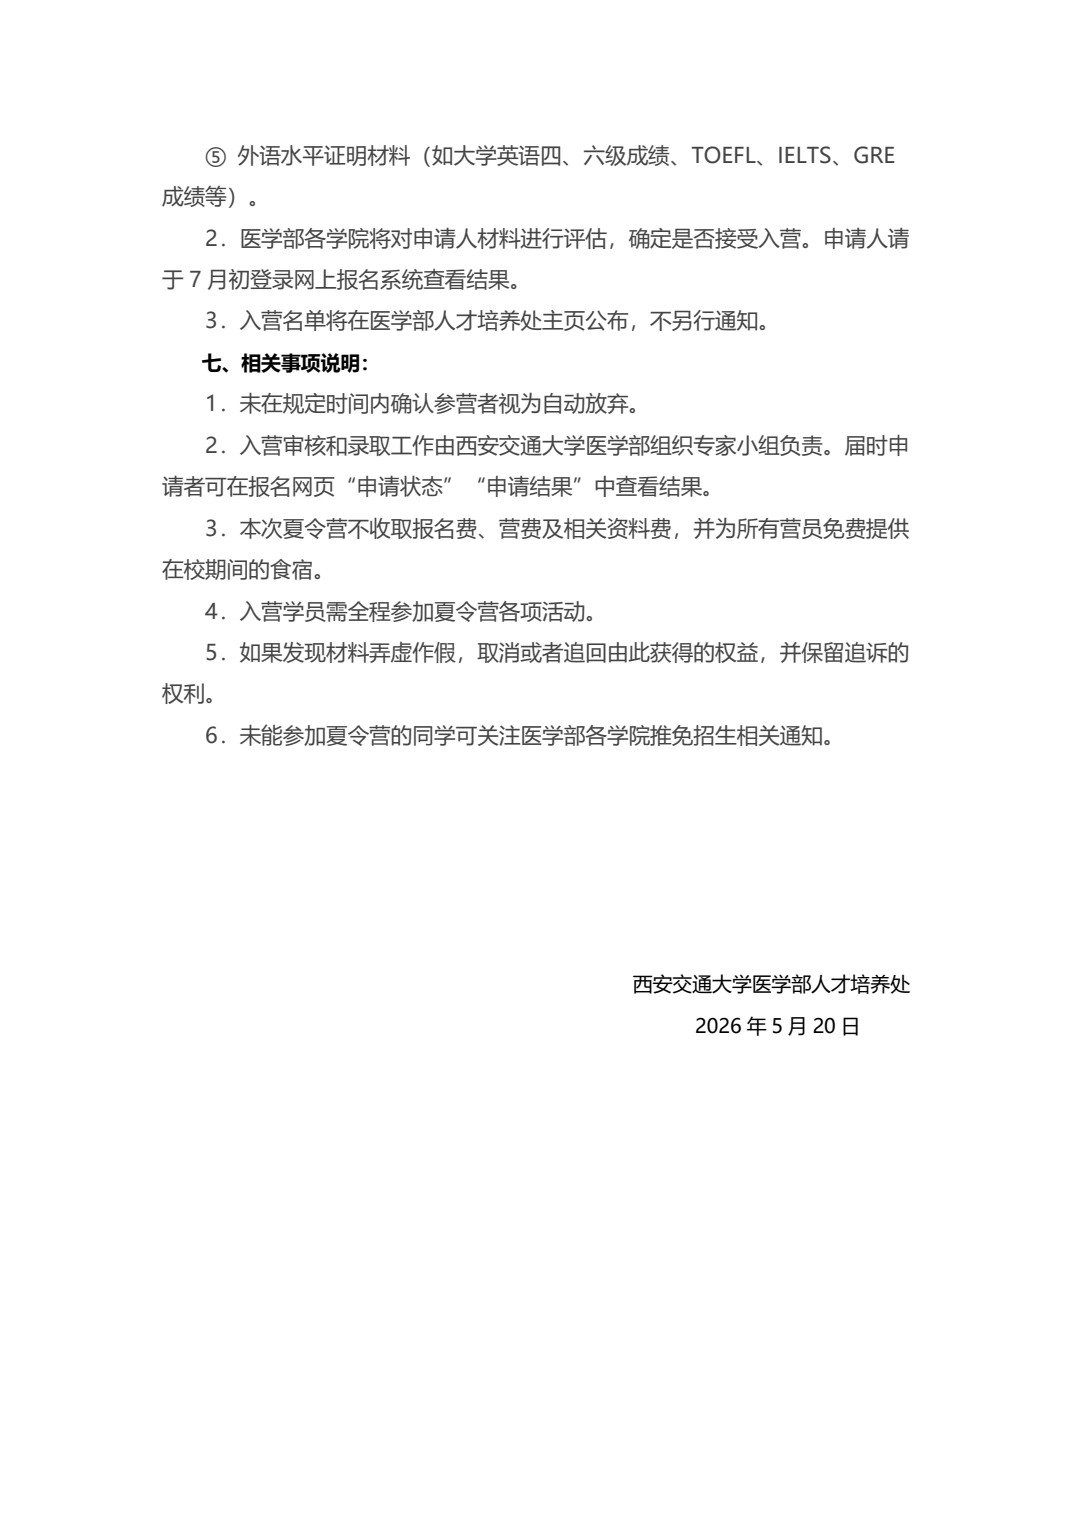 ⑤ 外语水平证明材料（如大学英语四、六级成绩、TOEFL、IELTS、GRE
成绩等）。
2．医学部各学院将对申请人材料进行评估，确定是否接受入营。申请人请
于 7 月初登录网上报名系统查看结果。
3．入营名单将在医学部人才培养处主页公布，不另行通知。
七、相关事项说明：
1．未在规定时间内确认参营者视为自动放弃。
2．入营审核和录取工作由西安交通大学医学部组织专家小组负责。届时申
请者可在报名网页“申请状态”“申请结果”中查看结果。
3．本次夏令营不收取报名费、营费及相关资料费，并为所有营员免费提供
在校期间的食宿。
4．入营学员需全程参加夏令营各项活动。
5．如果发现材料弄虚作假，取消或者追回由此获得的权益，并保留追诉的
权利。
6．未能参加夏令营的同学可关注医学部各学院推免招生相关通知。
西安交通大学医学部人才培养处
2026 年 5 月 20 日